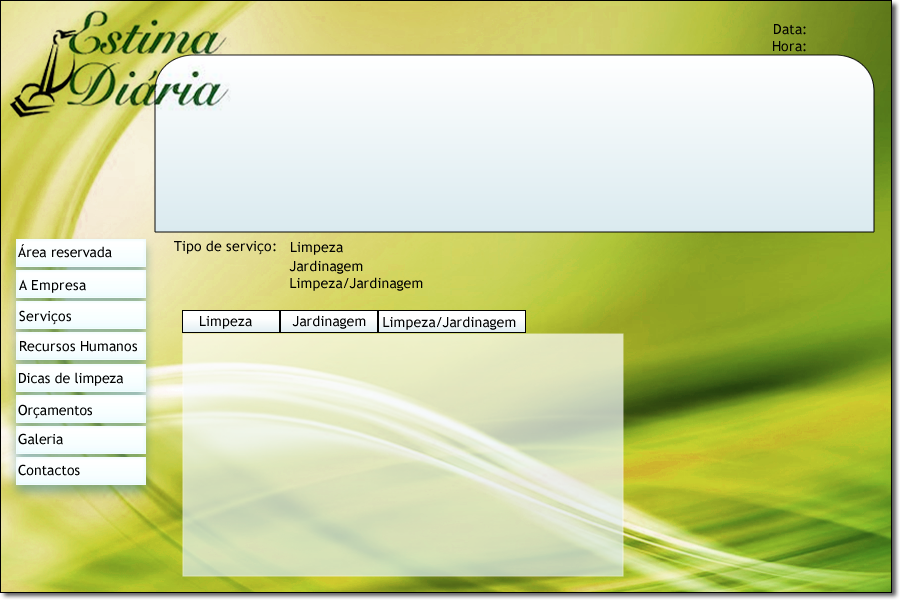 Estima
Diária
Data:
Hora:
Área reservada
A Empresa
Serviços
Recursos Humanos
Dicas de limpeza
Orçamentos
Galeria
Contactos
Tipo de serviço:
Limpeza
Jardinagem
Limpeza/Jardinagem
Limpeza
Jardinagem
Limpeza/Jardinagem